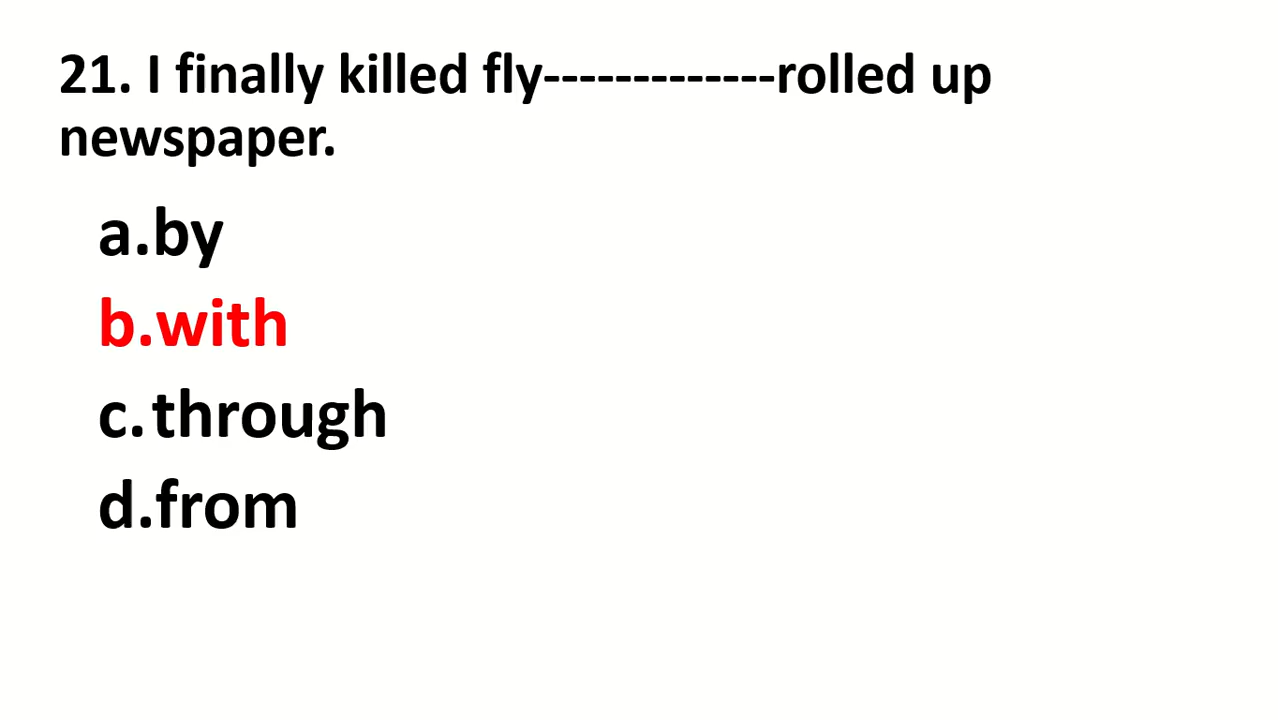 21. I finally killed fly-------------rolled up
newspaper.
a.by
b.with
c.through
d.from